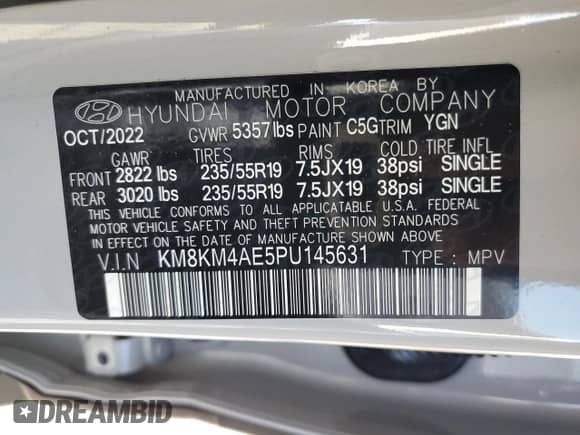 MANUFACTURED IN KOREA BY
HYUNDAI MOTOR COMPANY
OCT/2022 GVWR 5357lbs PAINT C5G TRIM YGN
GAWR TIRES RIMS COLD TIRE INFL
FRONT 2822 lbs 235/55R19 7.5JX19 38psi SINGLE
REAR 3020 lbs 235/55R19 7.5JX19 38psi SINGLE
THIS VEHICLE CONFORMS TO ALL APPLICATABLE U.S.A. FEDERAL
MOTOR VEHICLE SAFETY AND THEFT PREVENTION STANDARDS
IN EFFECT ON THE DATE OF MANUFACTURE SHOWN ABOVE
V.I.N KM8KM4AE5PU145631 TYPE : MPV
DREAMBID